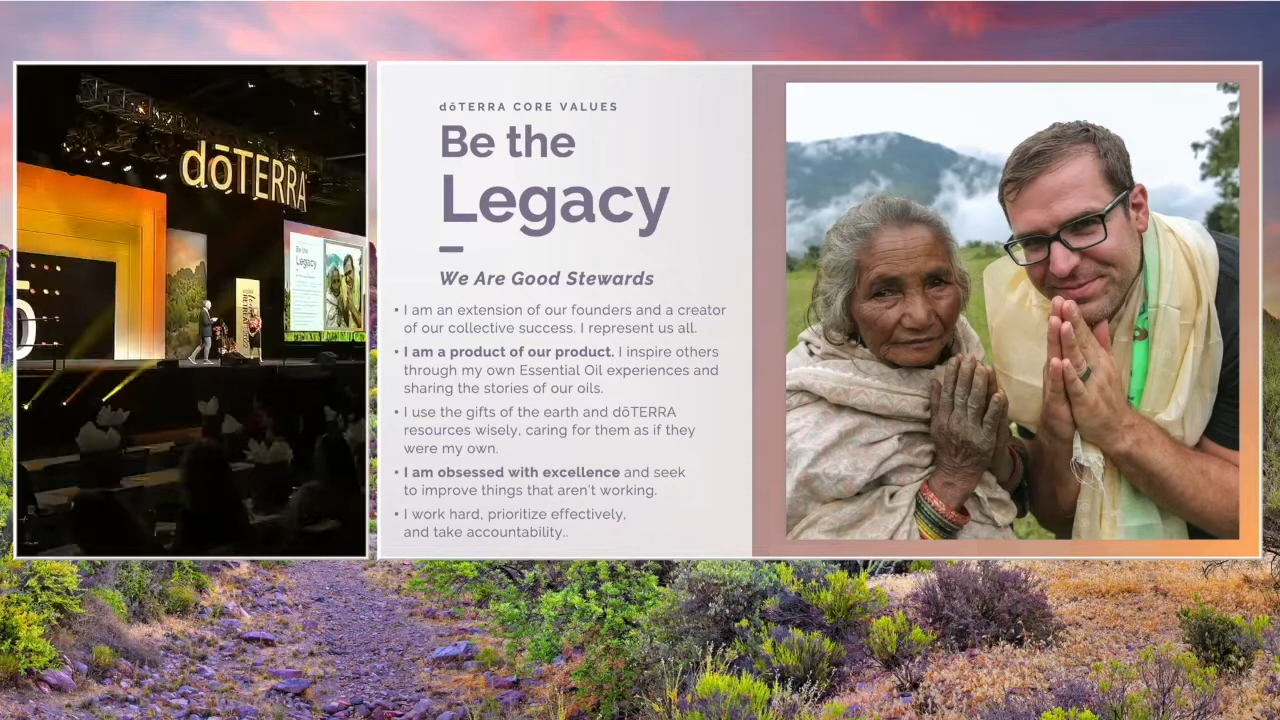 dōTERRA
Be the
Legacy
5
dōTERRA CORE VALUES
Be the
Legacy
We Are Good Stewards
• I am an extension of our founders and a creator
of our collective success. I represent us all.
• I am a product of our product. I inspire others
through my own Essential Oil experiences and
sharing the stories of our oils.
• I use the gifts of the earth and dōTERRA
resources wisely, caring for them as if they
were my own.
• I am obsessed with excellence and seek
to improve things that aren't working.
• I work hard, prioritize effectively,
and take accountability..